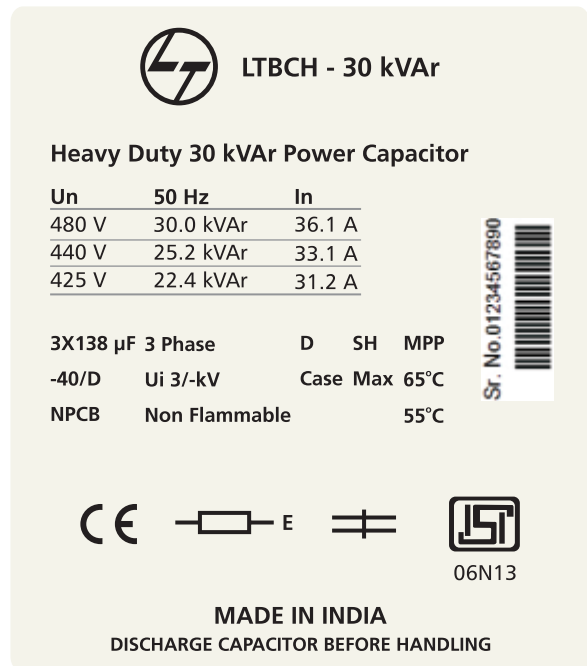 LT
LTBCH - 30 kVAr
Heavy Duty 30 kVAr Power Capacitor
Un 50 Hz In
480 V 30.0 kVAr 36.1 A
440 V 25.2 kVAr 33.1 A
425 V 22.4 kVAr 31.2 A
Sr. No.01234567890
3X138 µF 3 Phase D SH MPP
-40/D Ui 3/-kV Case Max 65°C
NPCB Non Flammable 55°C
CE E ISI
06N13
MADE IN INDIA
DISCHARGE CAPACITOR BEFORE HANDLING